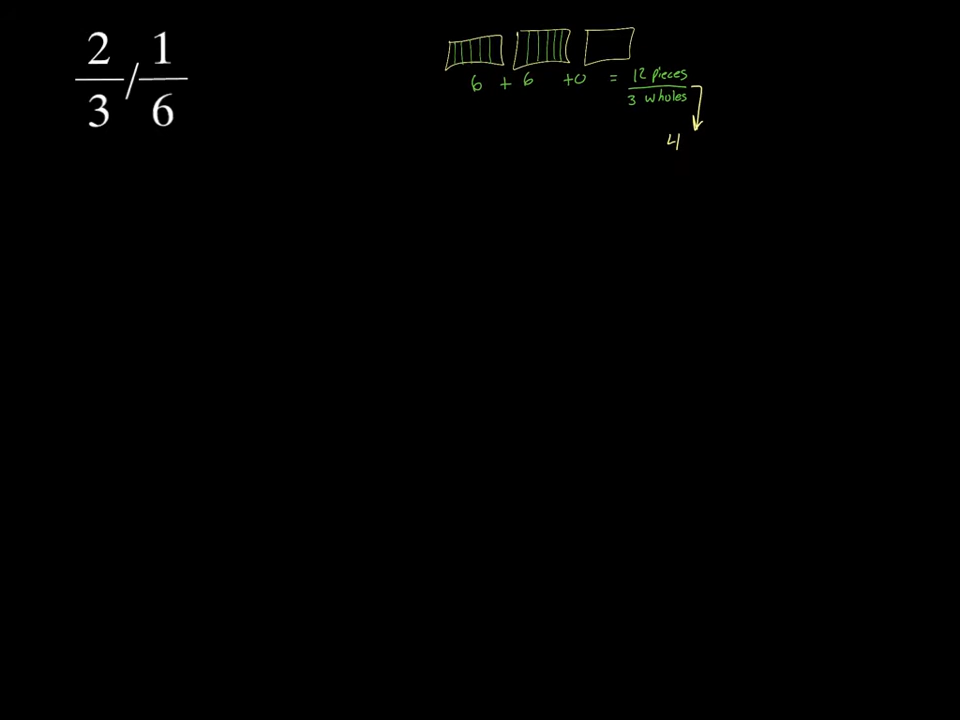 2/3 / 1/6
6 + 6 +0 = 12 pieces / 3 wholes
4